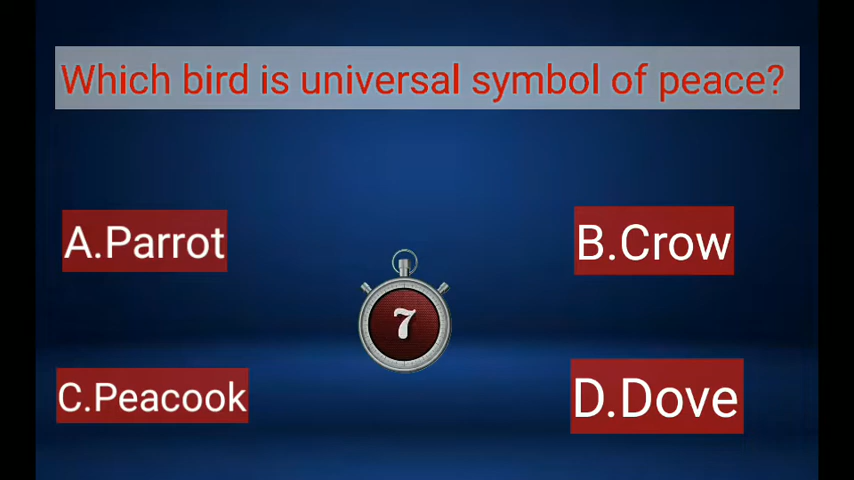 Which bird is universal symbol of peace?
A.Parrot
B.Crow
7
C.Peacook
D.Dove